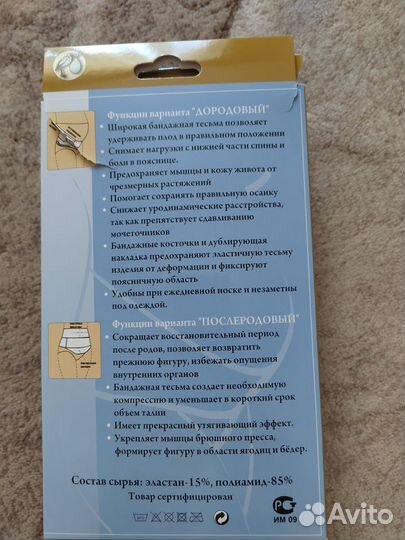 Функции варианта "ДОРОДОВЫЙ"
• Широкая бандажная тесьма позволяет
удерживать плод в правильном положении
• Снимает нагрузки с нижней части спины и
боли в пояснице.
• Предохраняет мышцы и кожу живота от
чрезмерных растяжений
• Помогает сохранять правильную осанку
• Снижает уродинамические расстройства,
так как препятствует сдавливанию
мочеточников
• Бандажные косточки и дублирующая
накладка предохраняют эластичную тесьму
изделия от деформации и фиксируют
поясничную область
• Удобны при ежедневной носке и незаметны
под одеждой.
Функции варианта "ПОСЛЕРОДОВЫЙ"
• Сокращает восстановительный период
после родов, позволяет возвратить
прежнюю фигуру, избежать опущения
внутренних органов
• Бандажная тесьма создает необходимую
компрессию и уменьшает в короткий срок
объем талии
• Имеет прекрасный утягивающий эффект.
• Укрепляет мышцы брюшного пресса,
формирует фигуру в области ягодиц и бёдер.
Состав сырья: эластан-15%, полиамид-85%
Товар сертифицирован
ИМ 09
Avito